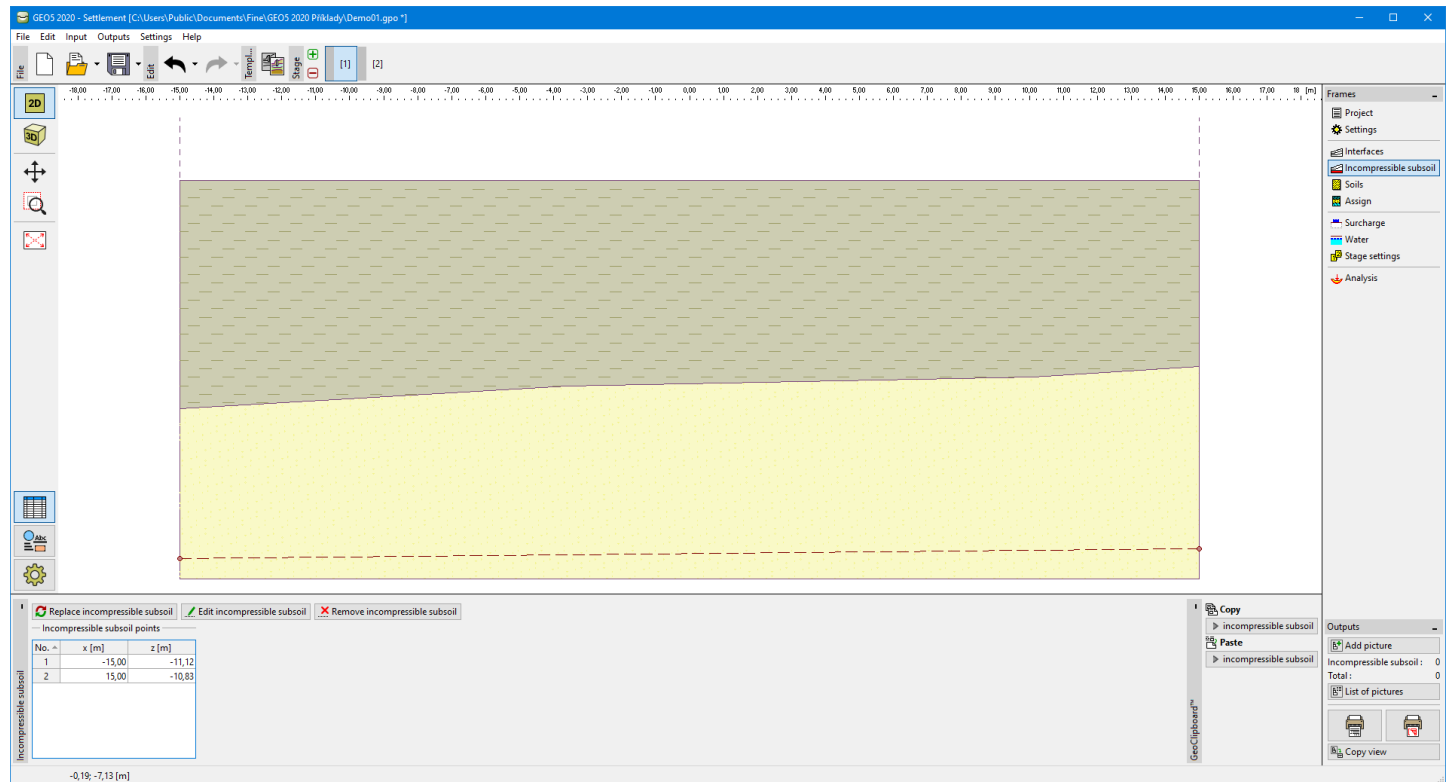 GEO5 2020 - Settlement [C:\Users\Public\Documents\Fine\GEO5 2020 Příklady\Demo01.gpo *]
File Edit Input Outputs Settings Help
File
Edit
Templ...
Stage
[1] [2]
-18,00 -17,00 -16,00 -15,00 -14,00 -13,00 -12,00 -11,00 -10,00 -9,00 -8,00 -7,00 -6,00 -5,00 -4,00 -3,00 -2,00 -1,00 0,00 1,00 2,00 3,00 4,00 5,00 6,00 7,00 8,00 9,00 10,00 11,00 12,00 13,00 14,00 15,00 16,00 17,00 18 [m]
2D
3D
Abc
Frames
Project
Settings
Interfaces
Incompressible subsoil
Soils
Assign
Surcharge
Water
Stage settings
Analysis
Incompressible subsoil
Replace incompressible subsoil Edit incompressible subsoil Remove incompressible subsoil
Incompressible subsoil points
No. x [m] z [m]
1 -15,00 -11,12
2 15,00 -10,83
GeoClipboard™
Copy
incompressible subsoil
Paste
incompressible subsoil
Outputs
Add picture
Incompressible subsoil : 0
Total : 0
List of pictures
Copy view
-0,19; -7,13 [m]